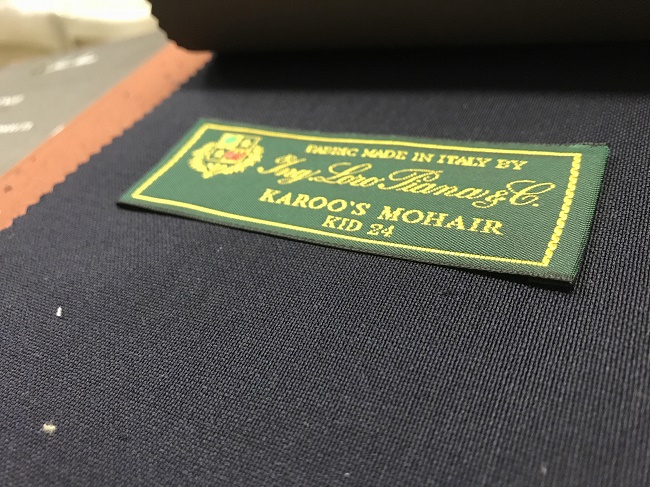 FABRIC MADE IN ITALY BY
Ing. Loro Piana & C.
KAROO'S MOHAIR
KID 24